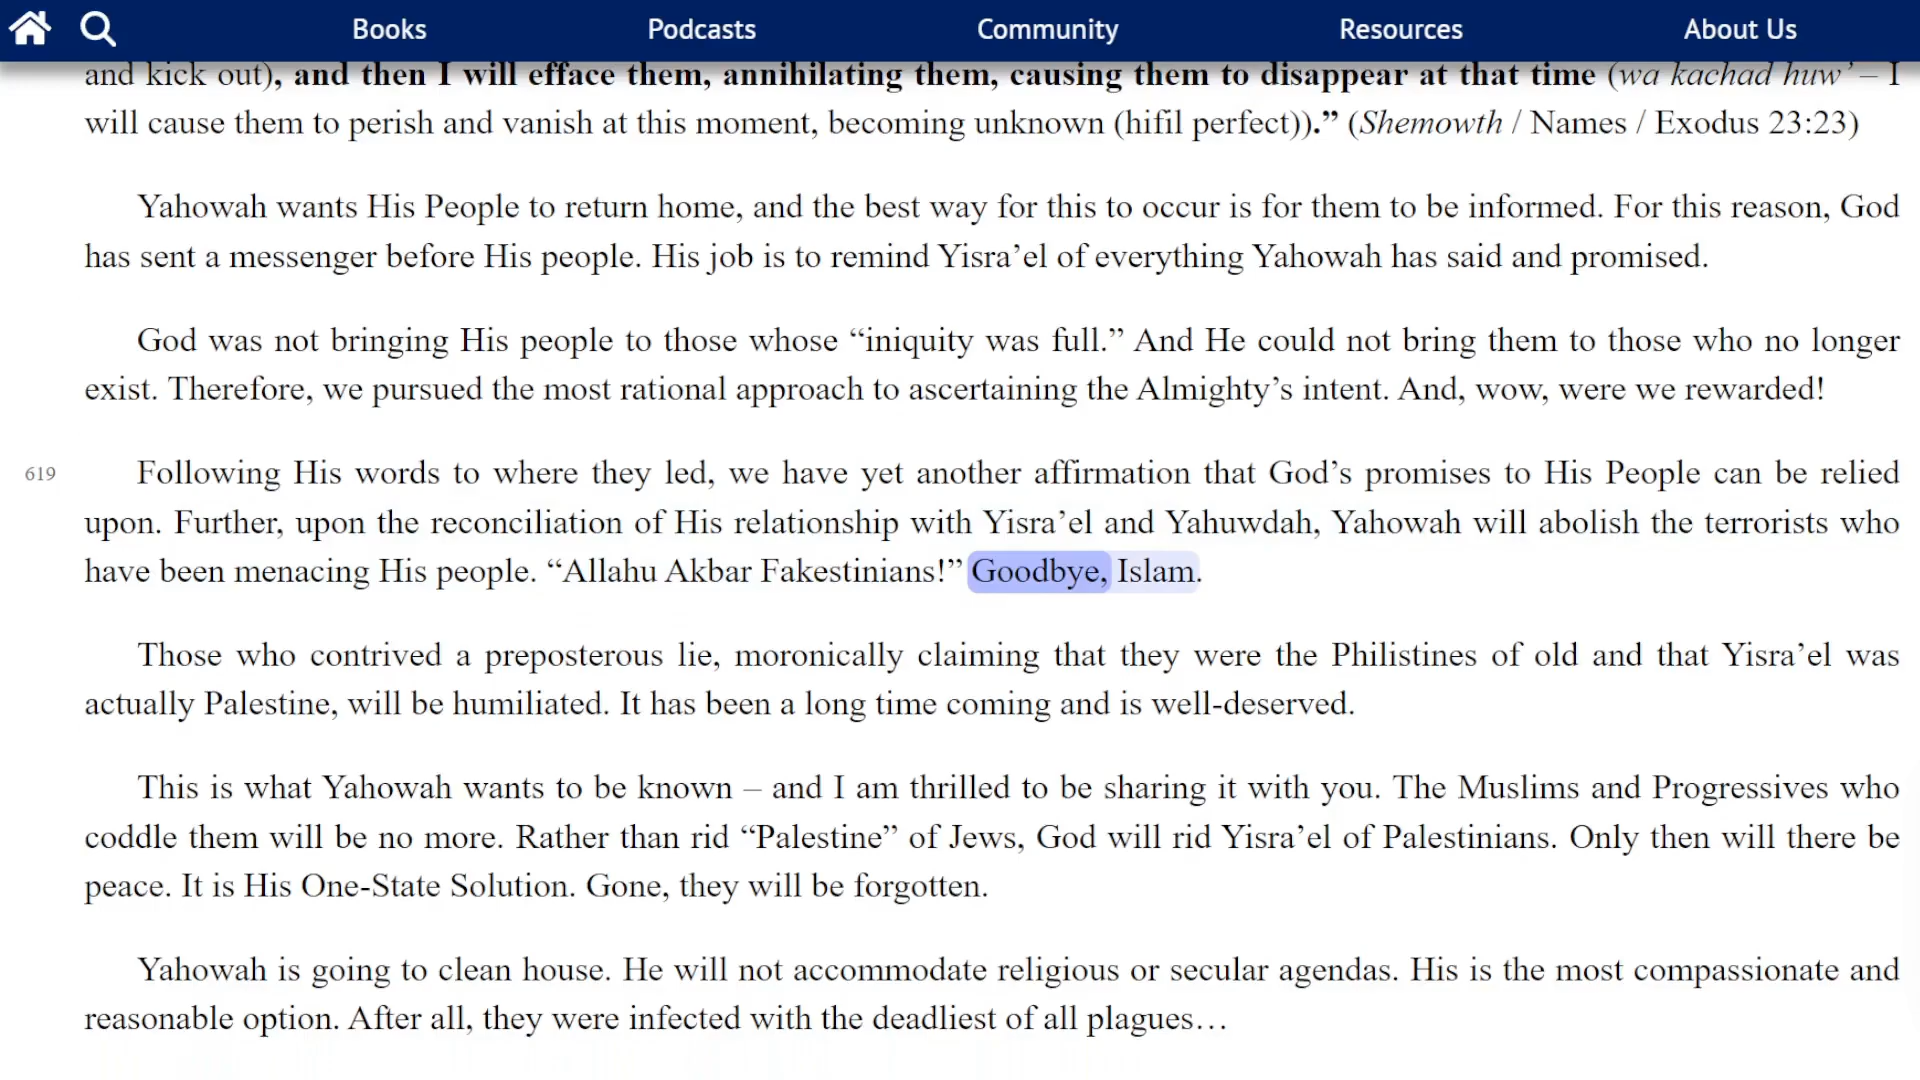 Books Podcasts Community Resources About Us
and kick out), and then I will efface them, annihilating them, causing them to disappear at that time (wa kachad huw’ – I
will cause them to perish and vanish at this moment, becoming unknown (hifil perfect)).” (Shemowth / Names / Exodus 23:23)
Yahowah wants His People to return home, and the best way for this to occur is for them to be informed. For this reason, God
has sent a messenger before His people. His job is to remind Yisra’el of everything Yahowah has said and promised.
God was not bringing His people to those whose “iniquity was full.” And He could not bring them to those who no longer
exist. Therefore, we pursued the most rational approach to ascertaining the Almighty’s intent. And, wow, were we rewarded!
619 Following His words to where they led, we have yet another affirmation that God’s promises to His People can be relied
upon. Further, upon the reconciliation of His relationship with Yisra’el and Yahuwdah, Yahowah will abolish the terrorists who
have been menacing His people. “Allahu Akbar Fakestinians!” Goodbye, Islam.
Those who contrived a preposterous lie, moronically claiming that they were the Philistines of old and that Yisra’el was
actually Palestine, will be humiliated. It has been a long time coming and is well-deserved.
This is what Yahowah wants to be known – and I am thrilled to be sharing it with you. The Muslims and Progressives who
coddle them will be no more. Rather than rid “Palestine” of Jews, God will rid Yisra’el of Palestinians. Only then will there be
peace. It is His One-State Solution. Gone, they will be forgotten.
Yahowah is going to clean house. He will not accommodate religious or secular agendas. His is the most compassionate and
reasonable option. After all, they were infected with the deadliest of all plagues…